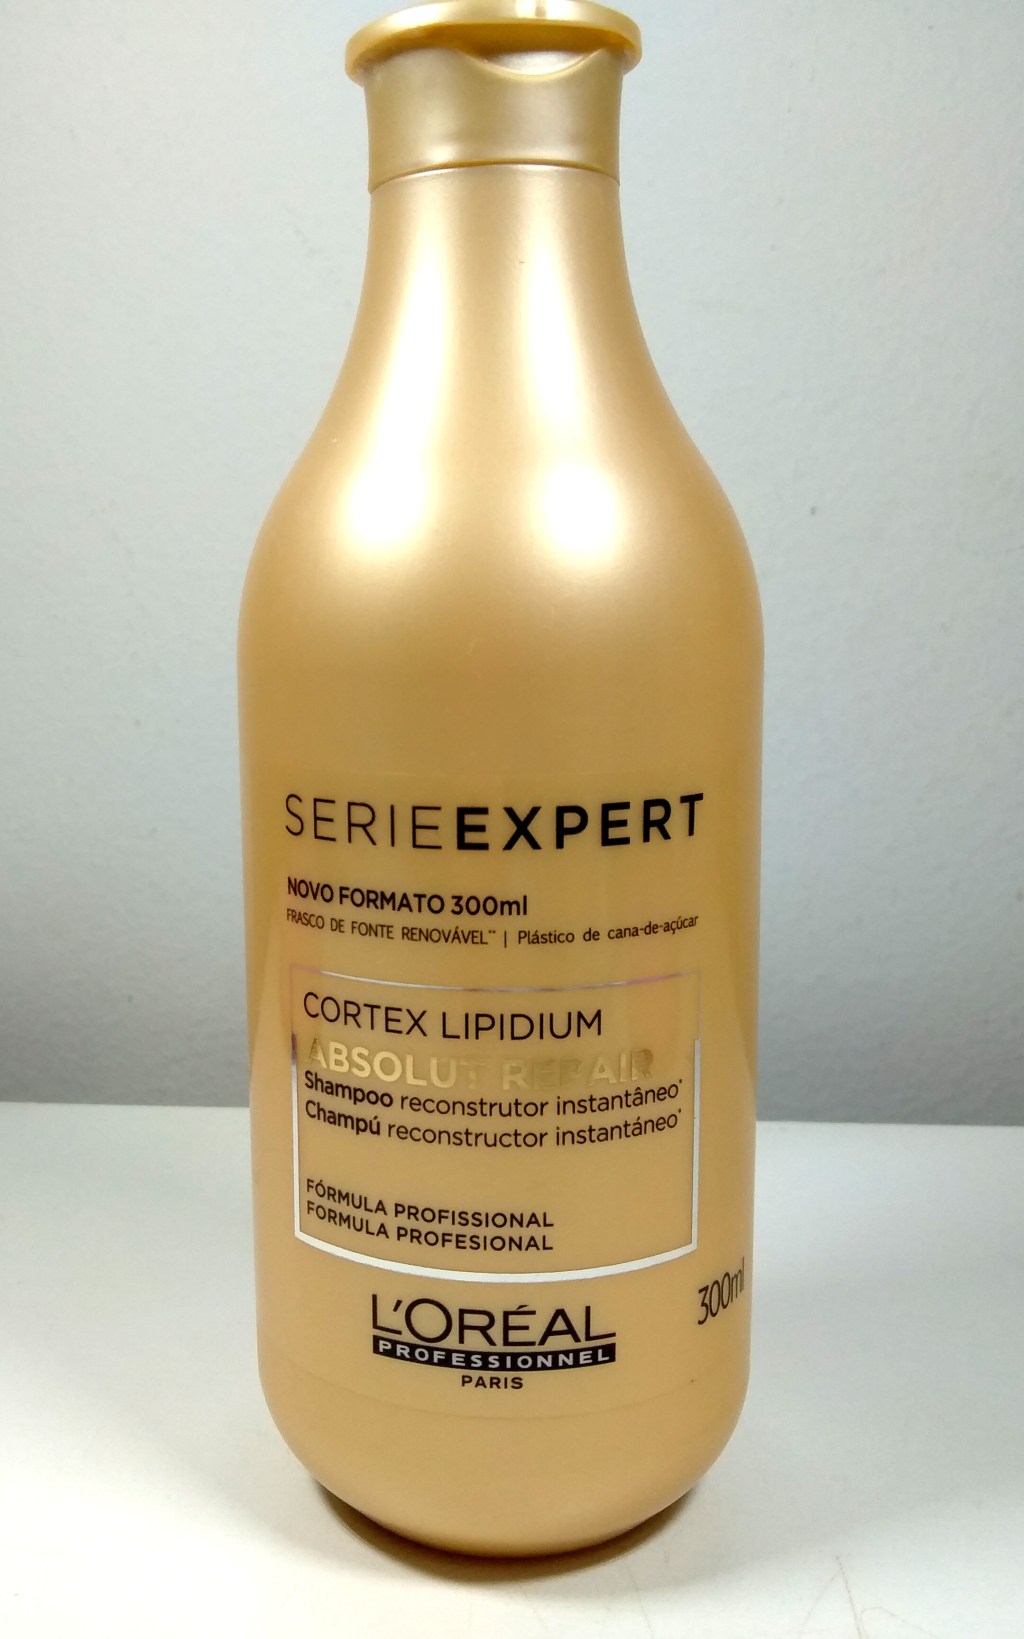 SERIEEXPERT
NOVO FORMATO 300ml
FRASCO DE FONTE RENOVÁVEL** | Plástico de cana-de-açúcar
CORTEX LIPIDIUM
ABSOLUT REPAIR
Shampoo reconstrutor instantâneo*
Champú reconstructor instantáneo*
FÓRMULA PROFISSIONAL
FORMULA PROFESIONAL
300ml
L'ORÉAL
PROFESSIONNEL
PARIS